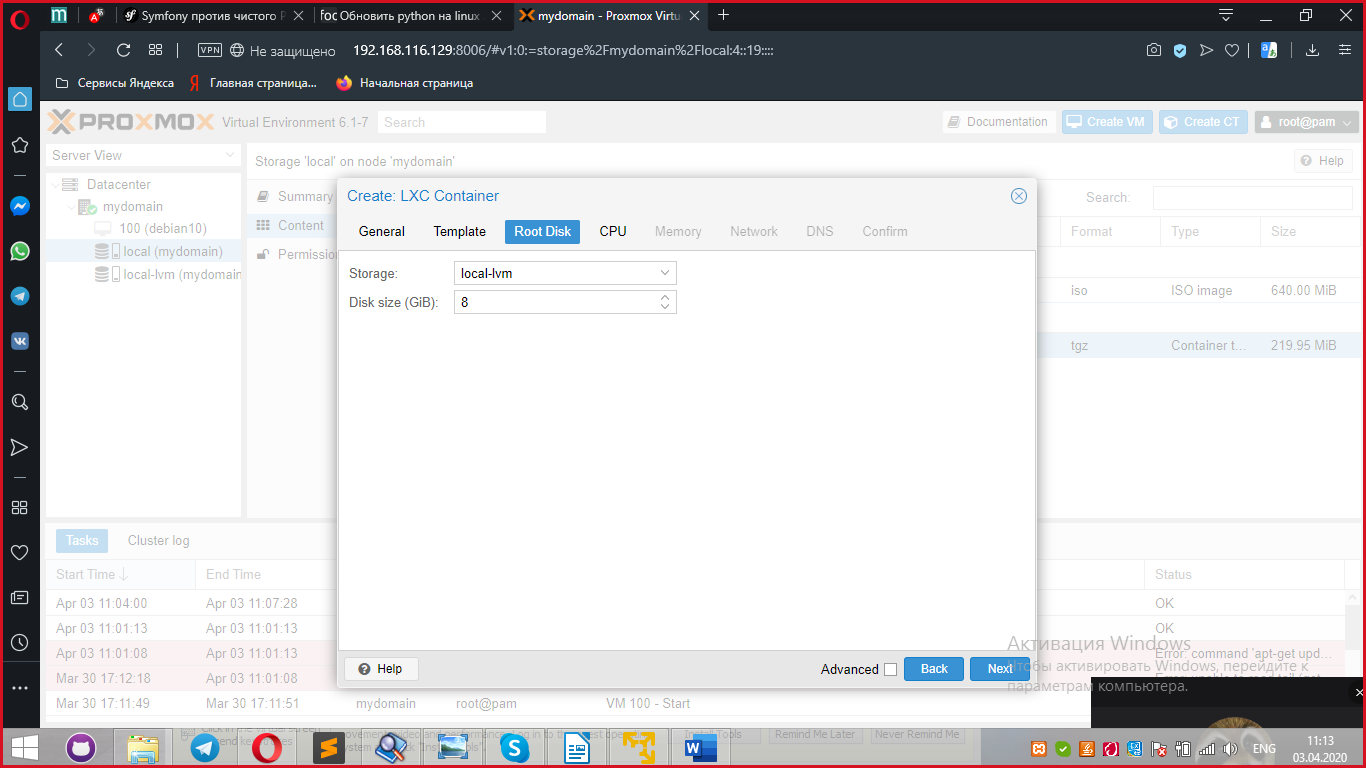 Symfony против чистого P
Обновить python на linux
mydomain - Proxmox Virtu
VPN Не защищено 192.168.116.129:8006/#v1:0:=storage%2Fmydomain%2Flocal:4::19::::
Сервисы Яндекса Главная страница... Начальная страница
PROXMOX Virtual Environment 6.1-7 Search Documentation Create VM Create CT root@pam
Server View
Storage 'local' on node 'mydomain' Help
Datacenter
mydomain
100 (debian10)
local (mydomain)
local-lvm (mydomain
Summary
Content
Permission
Search:
Format Type Size
iso ISO image 640.00 MiB
tgz Container t... 219.95 MiB
Create: LXC Container
General Template Root Disk CPU Memory Network DNS Confirm
Storage: local-lvm
Disk size (GiB): 8
Help Advanced Back Next
Tasks Cluster log
Start Time End Time Status
Apr 03 11:04:00 Apr 03 11:07:28 OK
Apr 03 11:01:13 Apr 03 11:01:13 OK
Apr 03 11:01:08 Apr 03 11:01:13 Error: command 'apt-get upd...
Mar 30 17:12:18 Apr 01 11:01:08
Mar 30 17:11:49 Mar 30 17:11:51 mydomain root@pam VM 100 - Start
Активация Windows
Чтобы активировать Windows, перейдите к
параметрам компьютера.
Remind Me Later Never Remind Me
ENG 11:13
03.04.2020